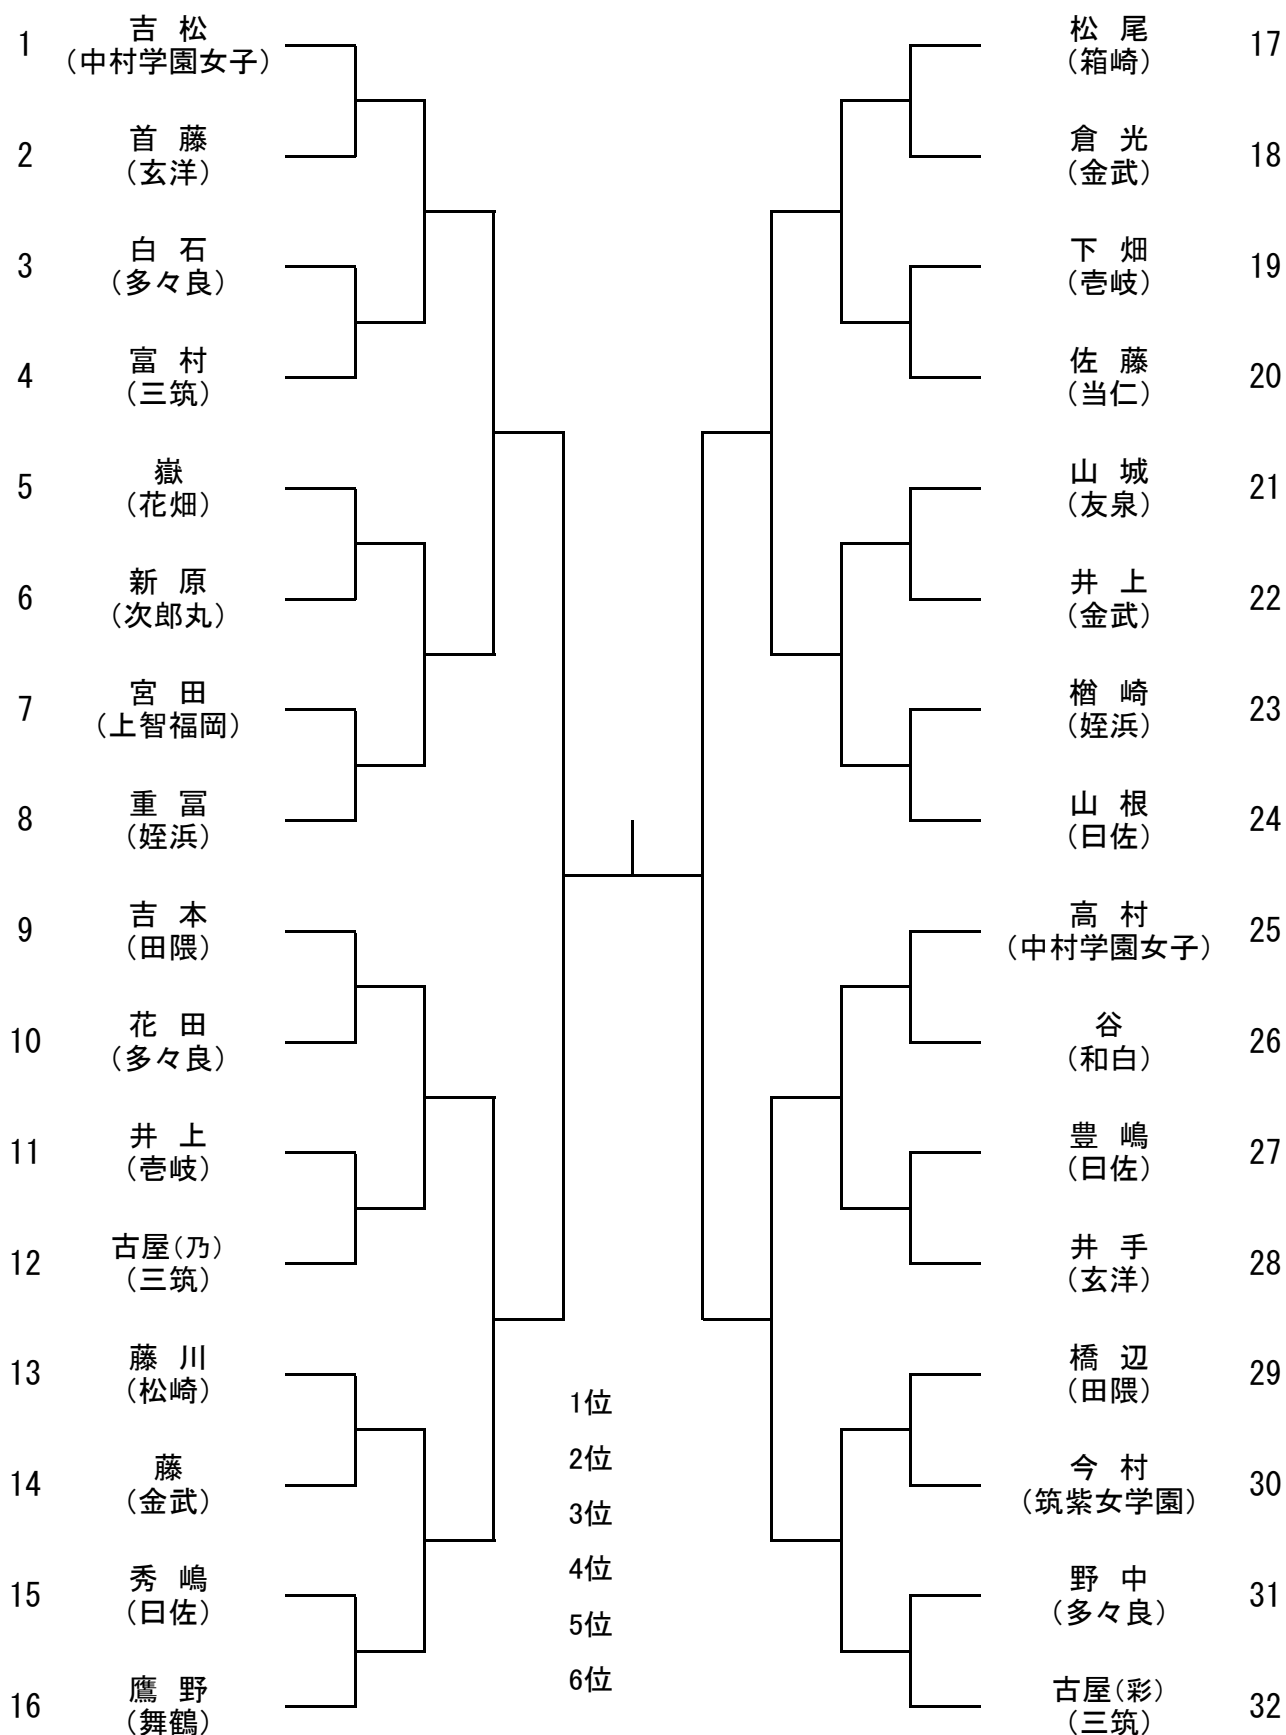 1
吉 松
(中村学園女子)
2
首 藤
(玄洋)
3
白 石
(多々良)
4
富 村
(三筑)
5
嶽
(花畑)
6
新 原
(次郎丸)
7
宮 田
(上智福岡)
8
重 冨
(姪浜)
9
吉 本
(田隈)
10
花 田
(多々良)
11
井 上
(壱岐)
12
古屋(乃)
(三筑)
13
藤 川
(松崎)
14
藤
(金武)
15
秀 嶋
(曰佐)
16
鷹 野
(舞鶴)
1位
2位
3位
4位
5位
6位
松 尾
(箱崎)
17
倉 光
(金武)
18
下 畑
(壱岐)
19
佐 藤
(当仁)
20
山 城
(友泉)
21
井 上
(金武)
22
楢 崎
(姪浜)
23
山 根
(曰佐)
24
高 村
(中村学園女子)
25
谷
(和白)
26
豊 嶋
(曰佐)
27
井 手
(玄洋)
28
橋 辺
(田隈)
29
今 村
(筑紫女学園)
30
野 中
(多々良)
31
古屋(彩)
(三筑)
32